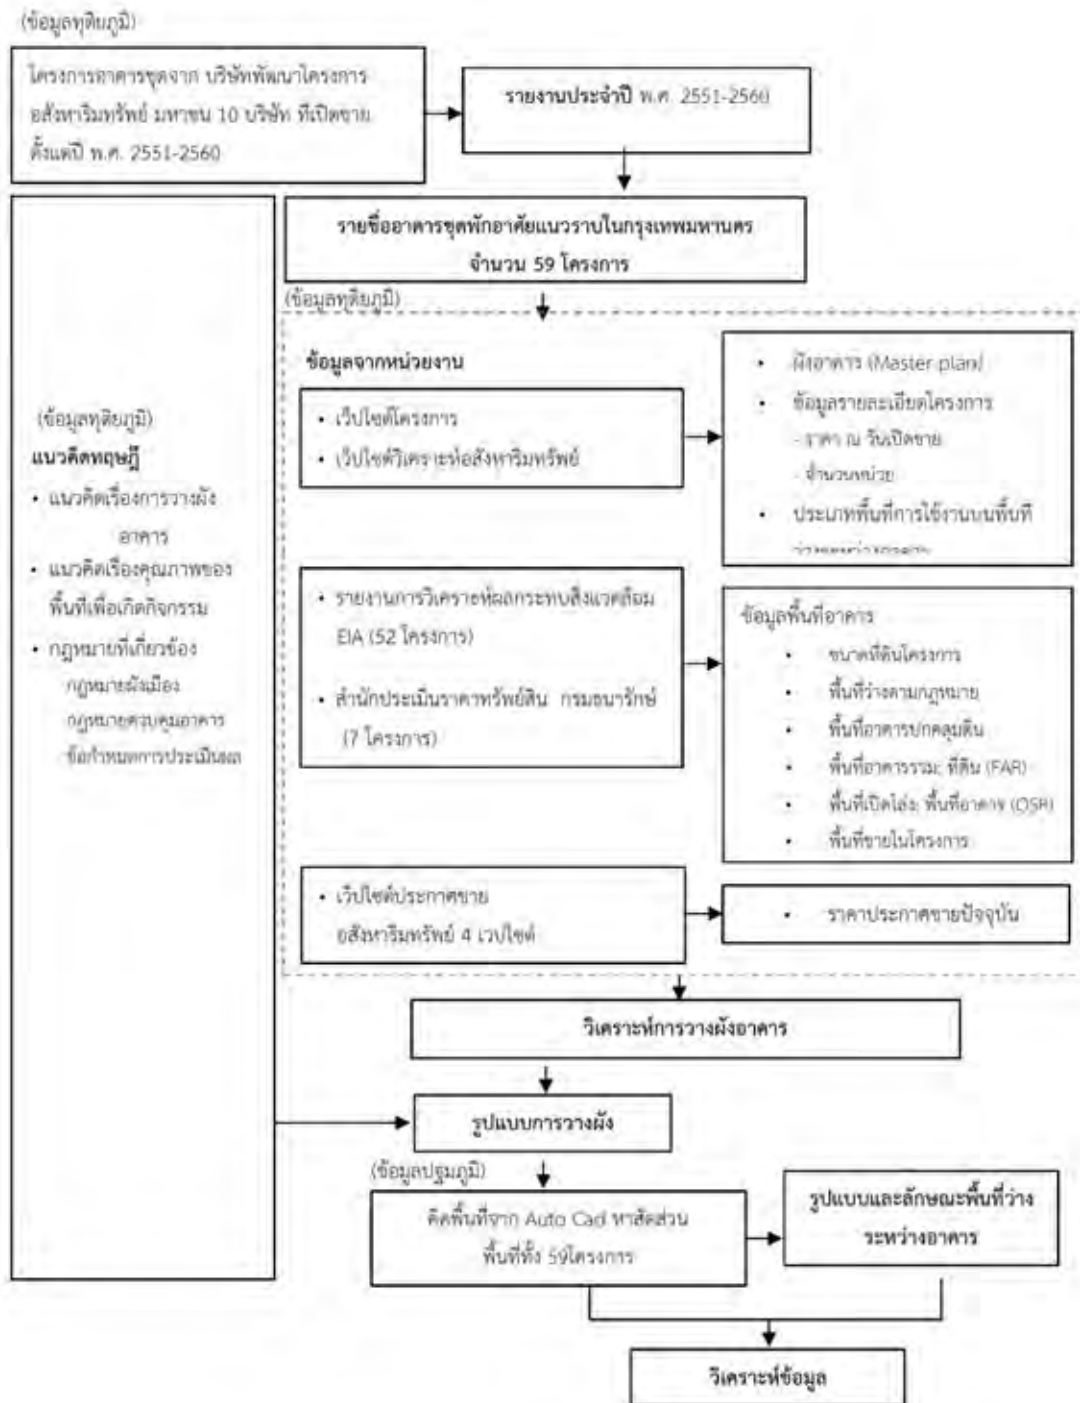 (ข้อมูลทุติยภูมิ)
โครงการอาคารชุดจาก บริษัทพัฒนาโครงการ
อสังหาริมทรัพย์ มหาชน 10 บริษัท ที่เปิดขาย
ตั้งแต่ปี พ.ศ. 2551-2560
รายงานประจำปี พ.ศ. 2551-2560
รายชื่ออาคารชุดพักอาศัยแนวราบในกรุงเทพมหานคร
จำนวน 59 โครงการ
(ข้อมูลทุติยภูมิ)
(ข้อมูลทุติยภูมิ)
แนวคิดทฤษฎี
• แนวคิดเรื่องการวางผัง
อาคาร
• แนวคิดเรื่องคุณภาพของ
พื้นที่เพื่อเกิดกิจกรรม
• กฎหมายที่เกี่ยวข้อง
กฎหมายผังเมือง
กฎหมายควบคุมอาคาร
ข้อกำหนดการประเมินผล
ข้อมูลจากหน่วยงาน
• เว็ปไซต์โครงการ
• เว็ปไซต์วิเคราะห์อสังหาริมทรัพย์
• ผังอาคาร (Master plan)
• ข้อมูลรายละเอียดโครงการ
- ราคา ณ วันเปิดขาย
- จำนวนหน่วย
• ประเภทพื้นที่การใช้งานบนพื้นที่
• รายงานการวิเคราะห์ผลกระทบสิ่งแวดล้อม
EIA (52 โครงการ)
• สำนักประเมินราคาทรัพย์สิน กรมธนารักษ์
(7 โครงการ)
ข้อมูลพื้นที่อาคาร
• ขนาดที่ดินโครงการ
• พื้นที่ว่างตามกฎหมาย
• พื้นที่อาคารปกคลุมดิน
• พื้นที่อาคารรวม: ที่ดิน (FAR)
• พื้นที่เปิดโล่ง: พื้นที่อาคาร (OSR)
• พื้นที่ขายในโครงการ
• เว็ปไซต์ประกาศขาย
อสังหาริมทรัพย์ 4 เวปไซต์
• ราคาประกาศขายปัจจุบัน
วิเคราะห์การวางผังอาคาร
รูปแบบการวางผัง
(ข้อมูลปฐมภูมิ)
คิดพื้นที่จาก Auto Cad หาสัดส่วน
พื้นที่ทั้ง 59โครงการ
รูปแบบและลักษณะพื้นที่ว่าง
ระหว่างอาคาร
วิเคราะห์ข้อมูล